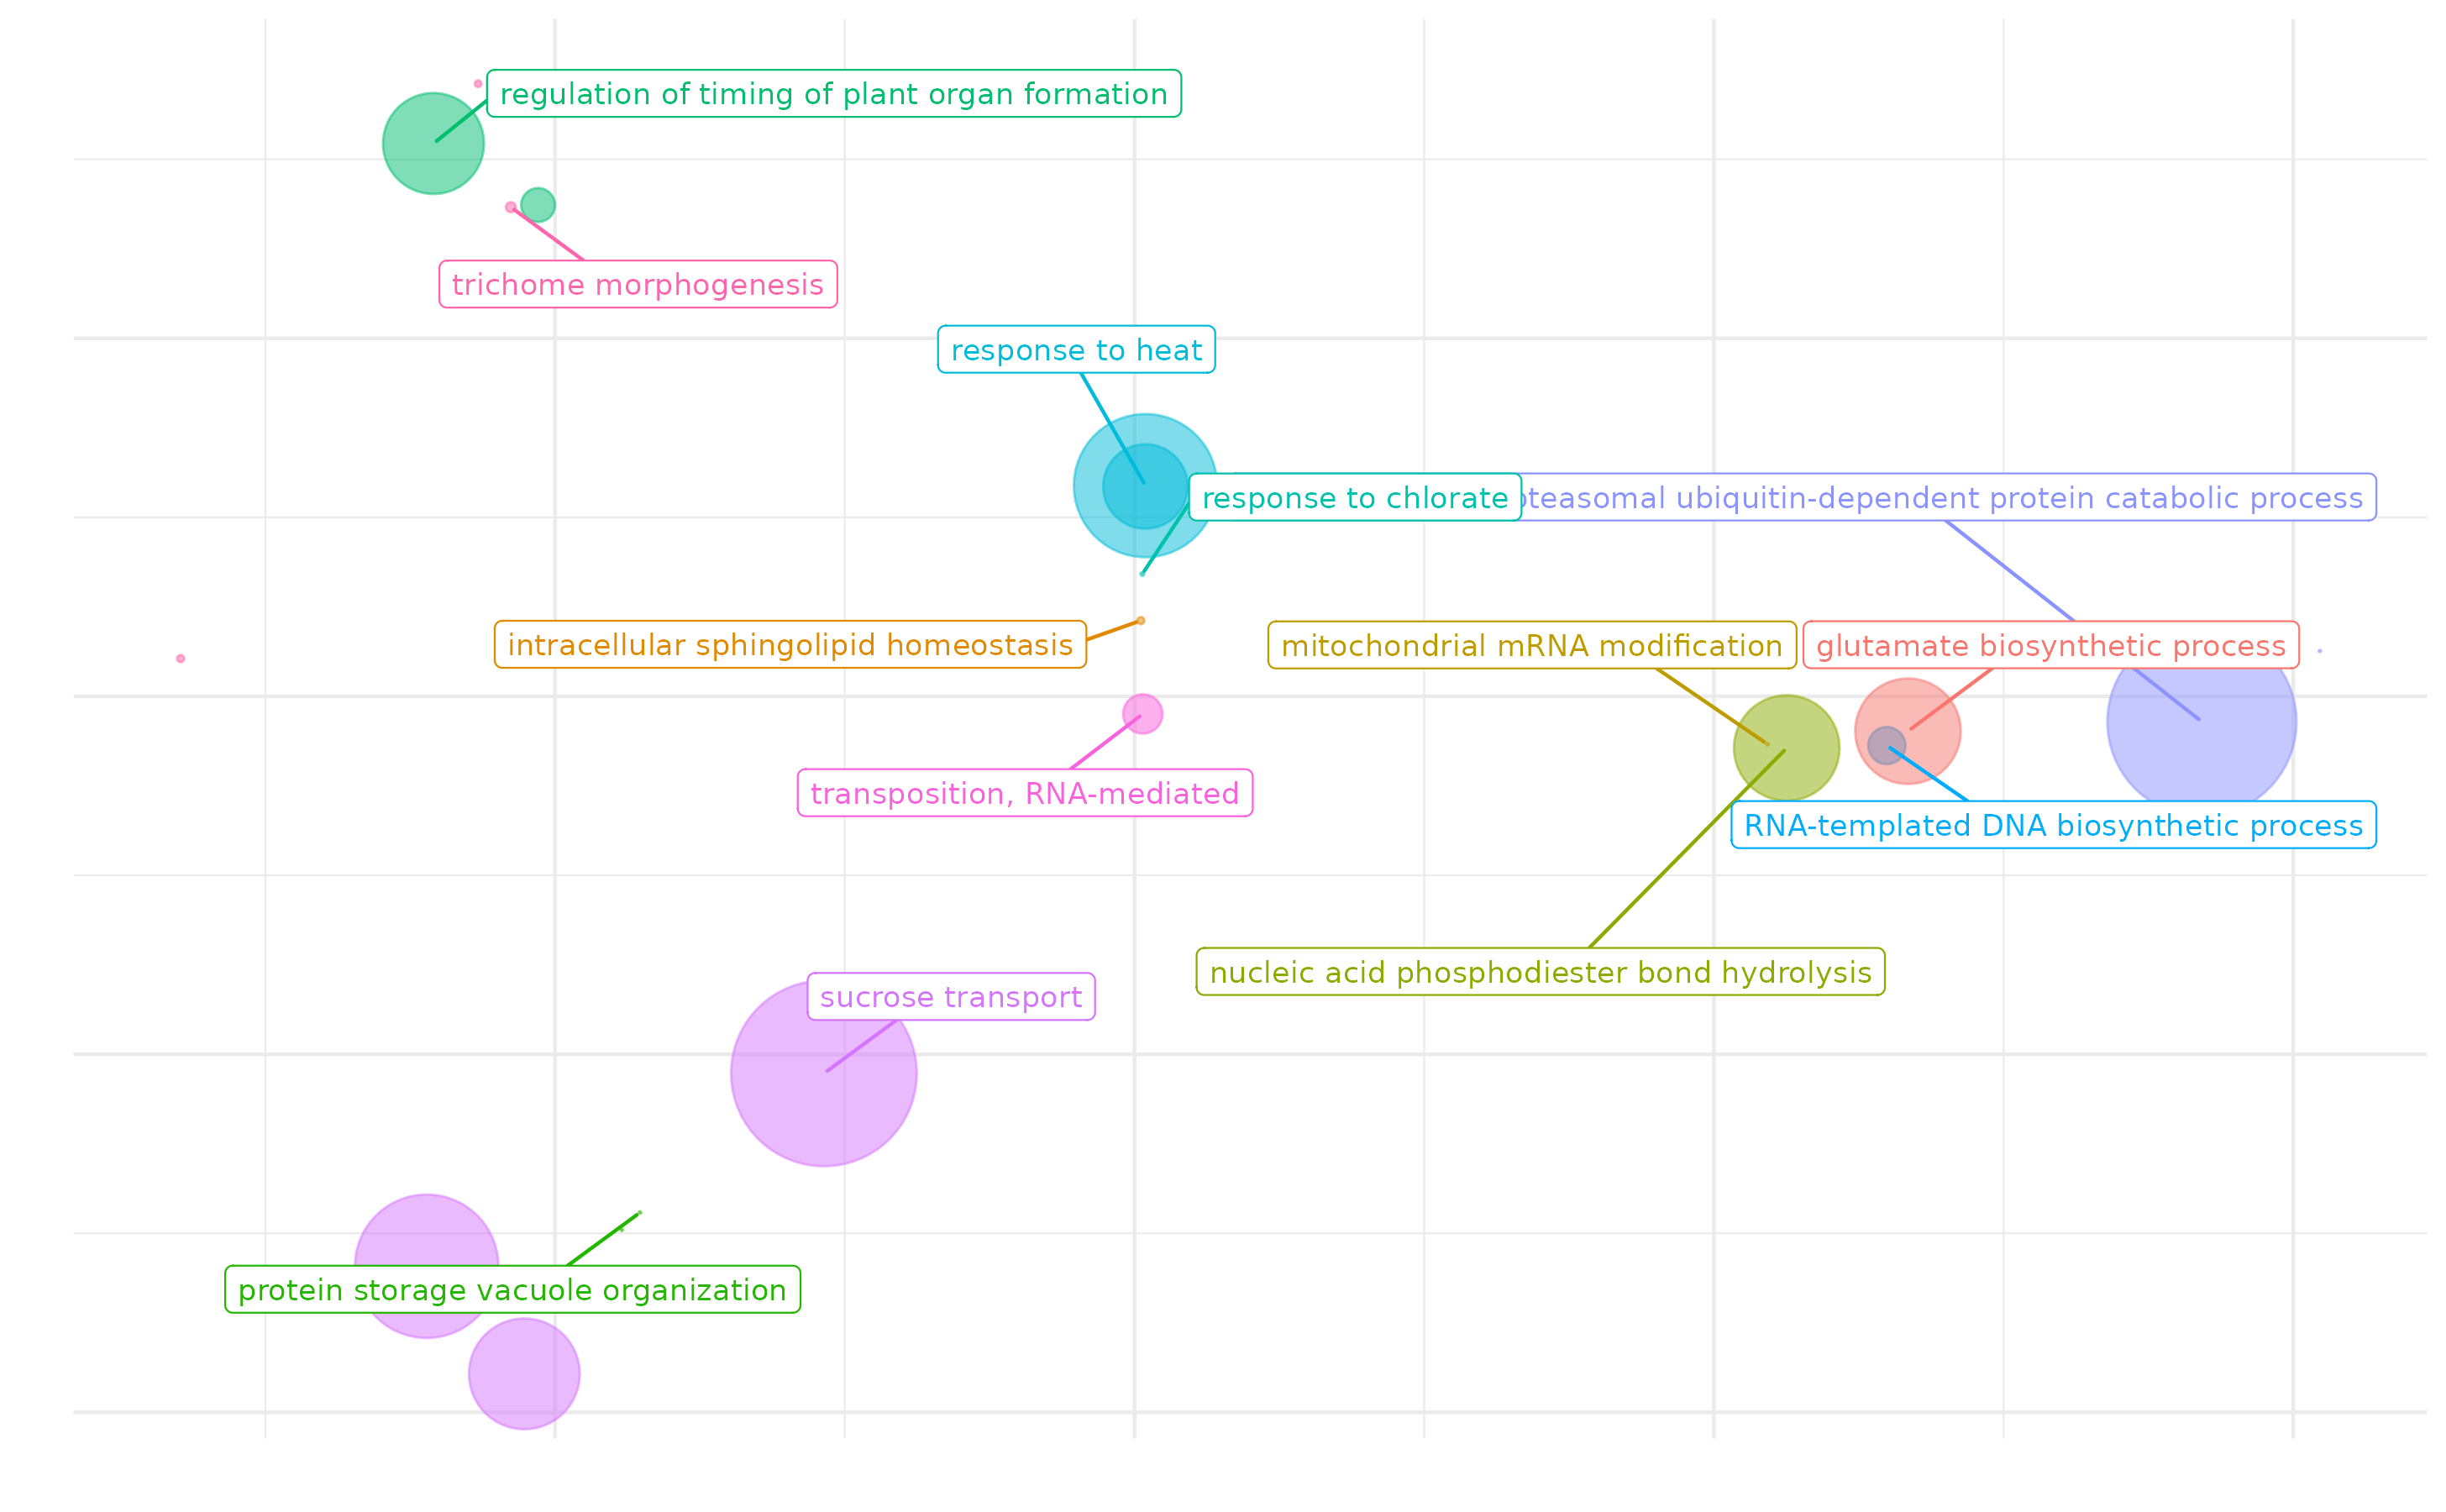 regulation of timing of plant organ formation
trichome morphogenesis
response to heat
response to chlorate
ubiquitin-dependent protein catabolic process
intracellular sphingolipid homeostasis
mitochondrial mRNA modification
glutamate biosynthetic process
transposition, RNA-mediated
RNA-templated DNA biosynthetic process
nucleic acid phosphodiester bond hydrolysis
sucrose transport
protein storage vacuole organization